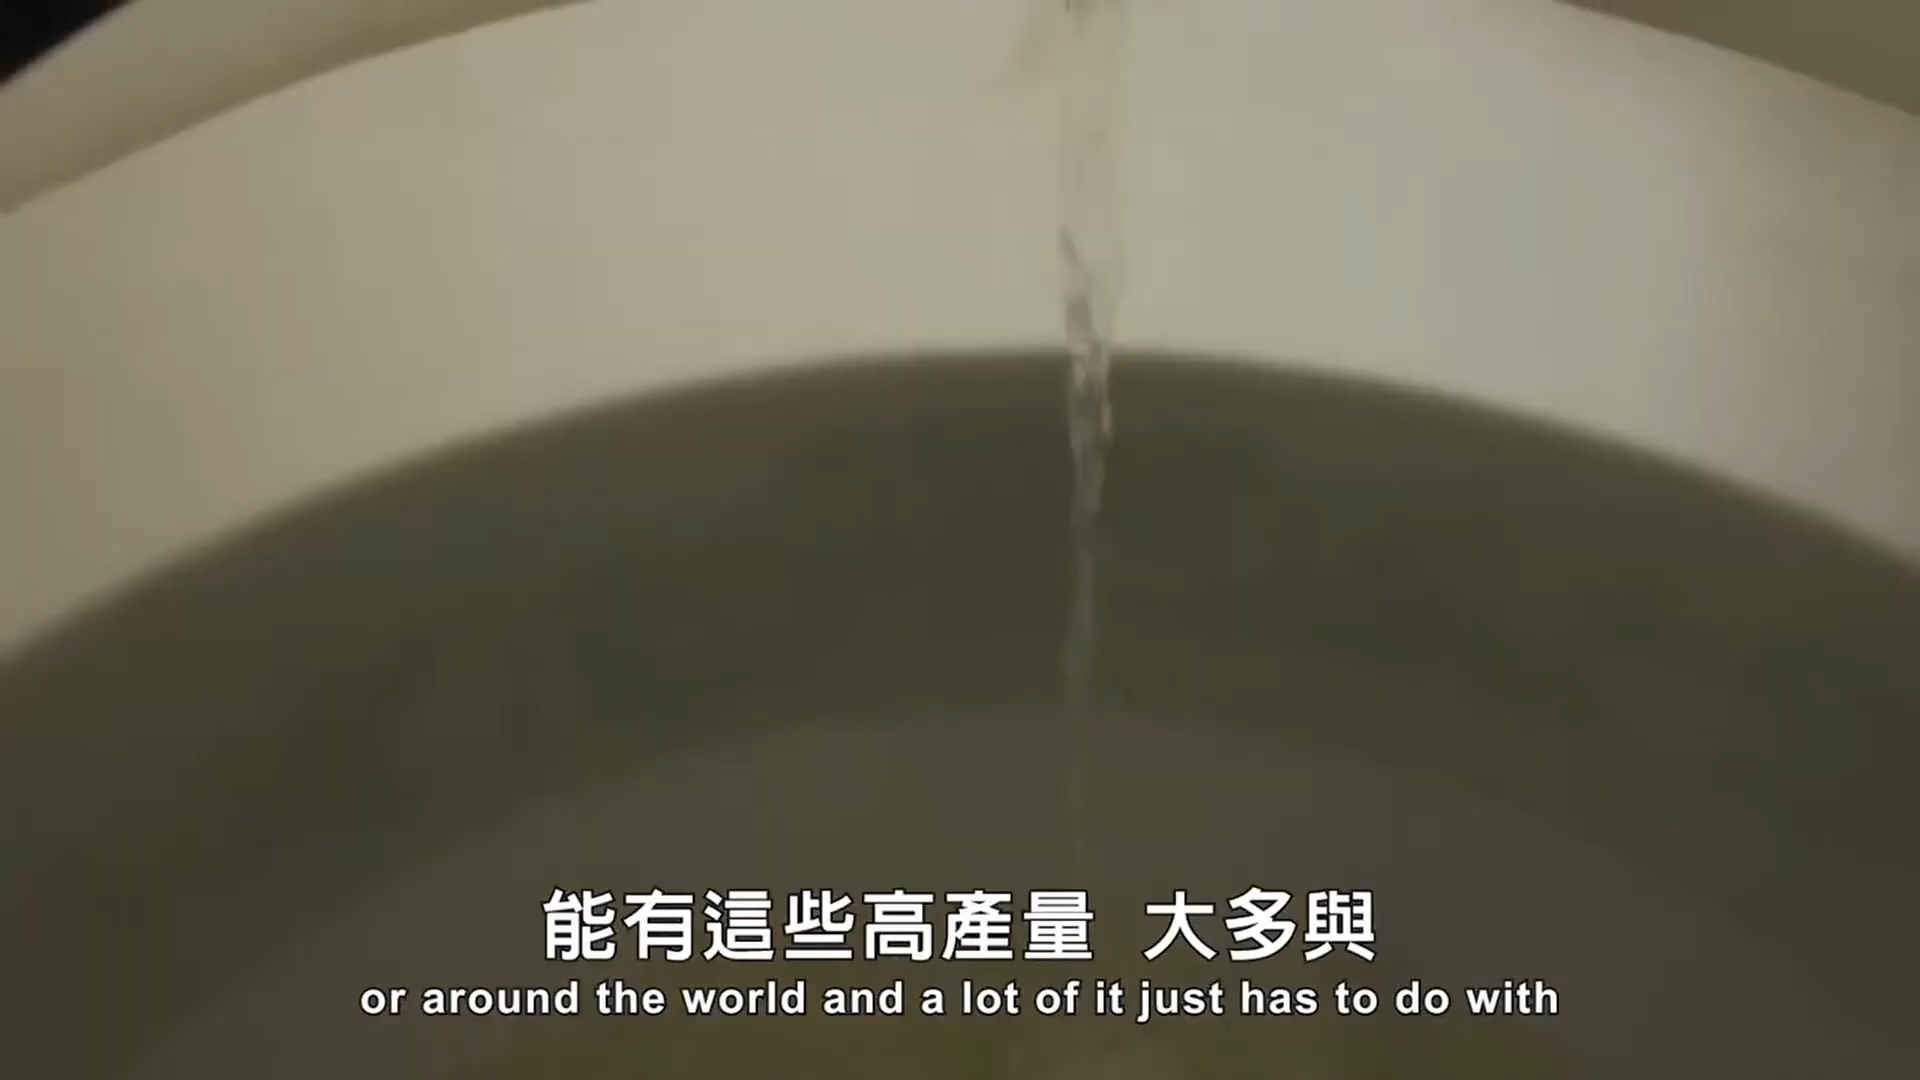 能有這些高產量 大多與
or around the world and a lot of it just has to do with